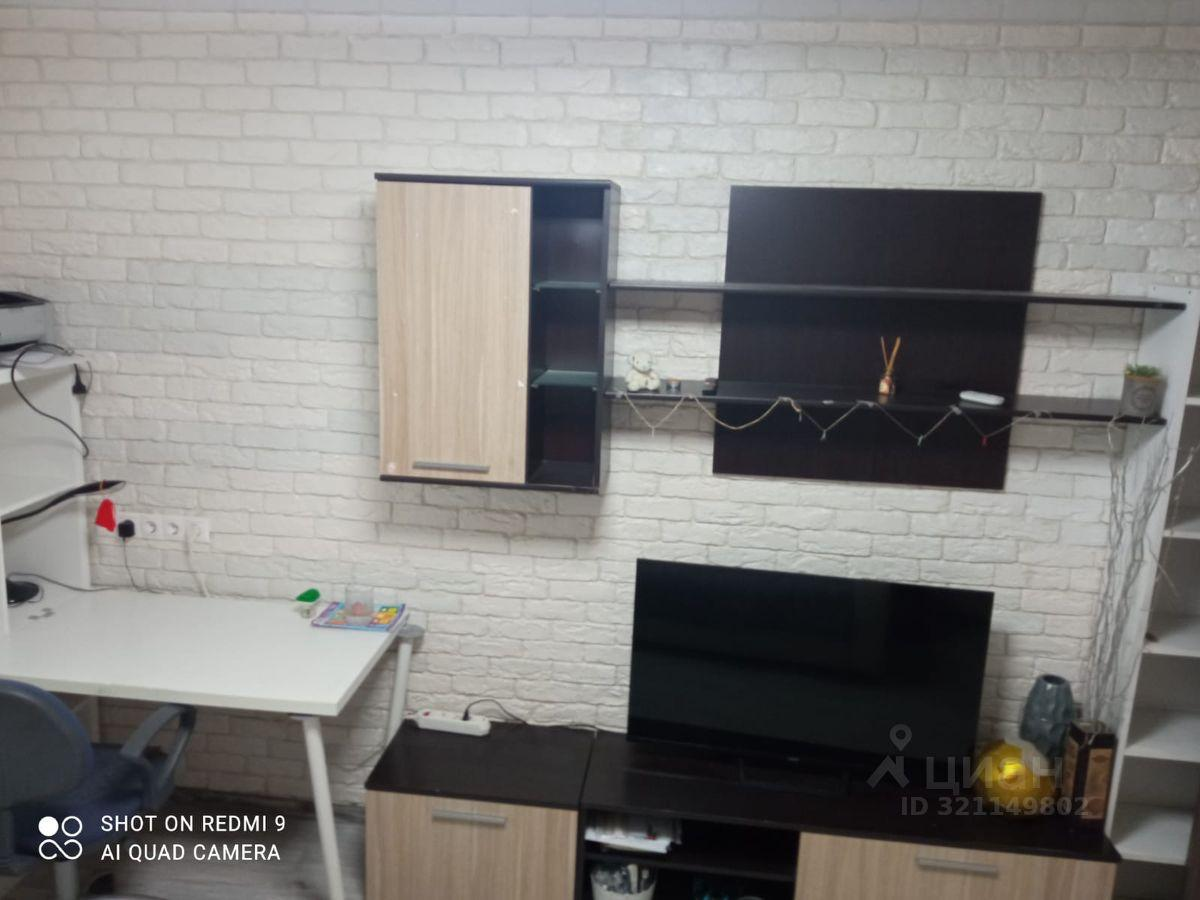 циан
ID 321149802
SHOT ON REDMI 9
AI QUAD CAMERA